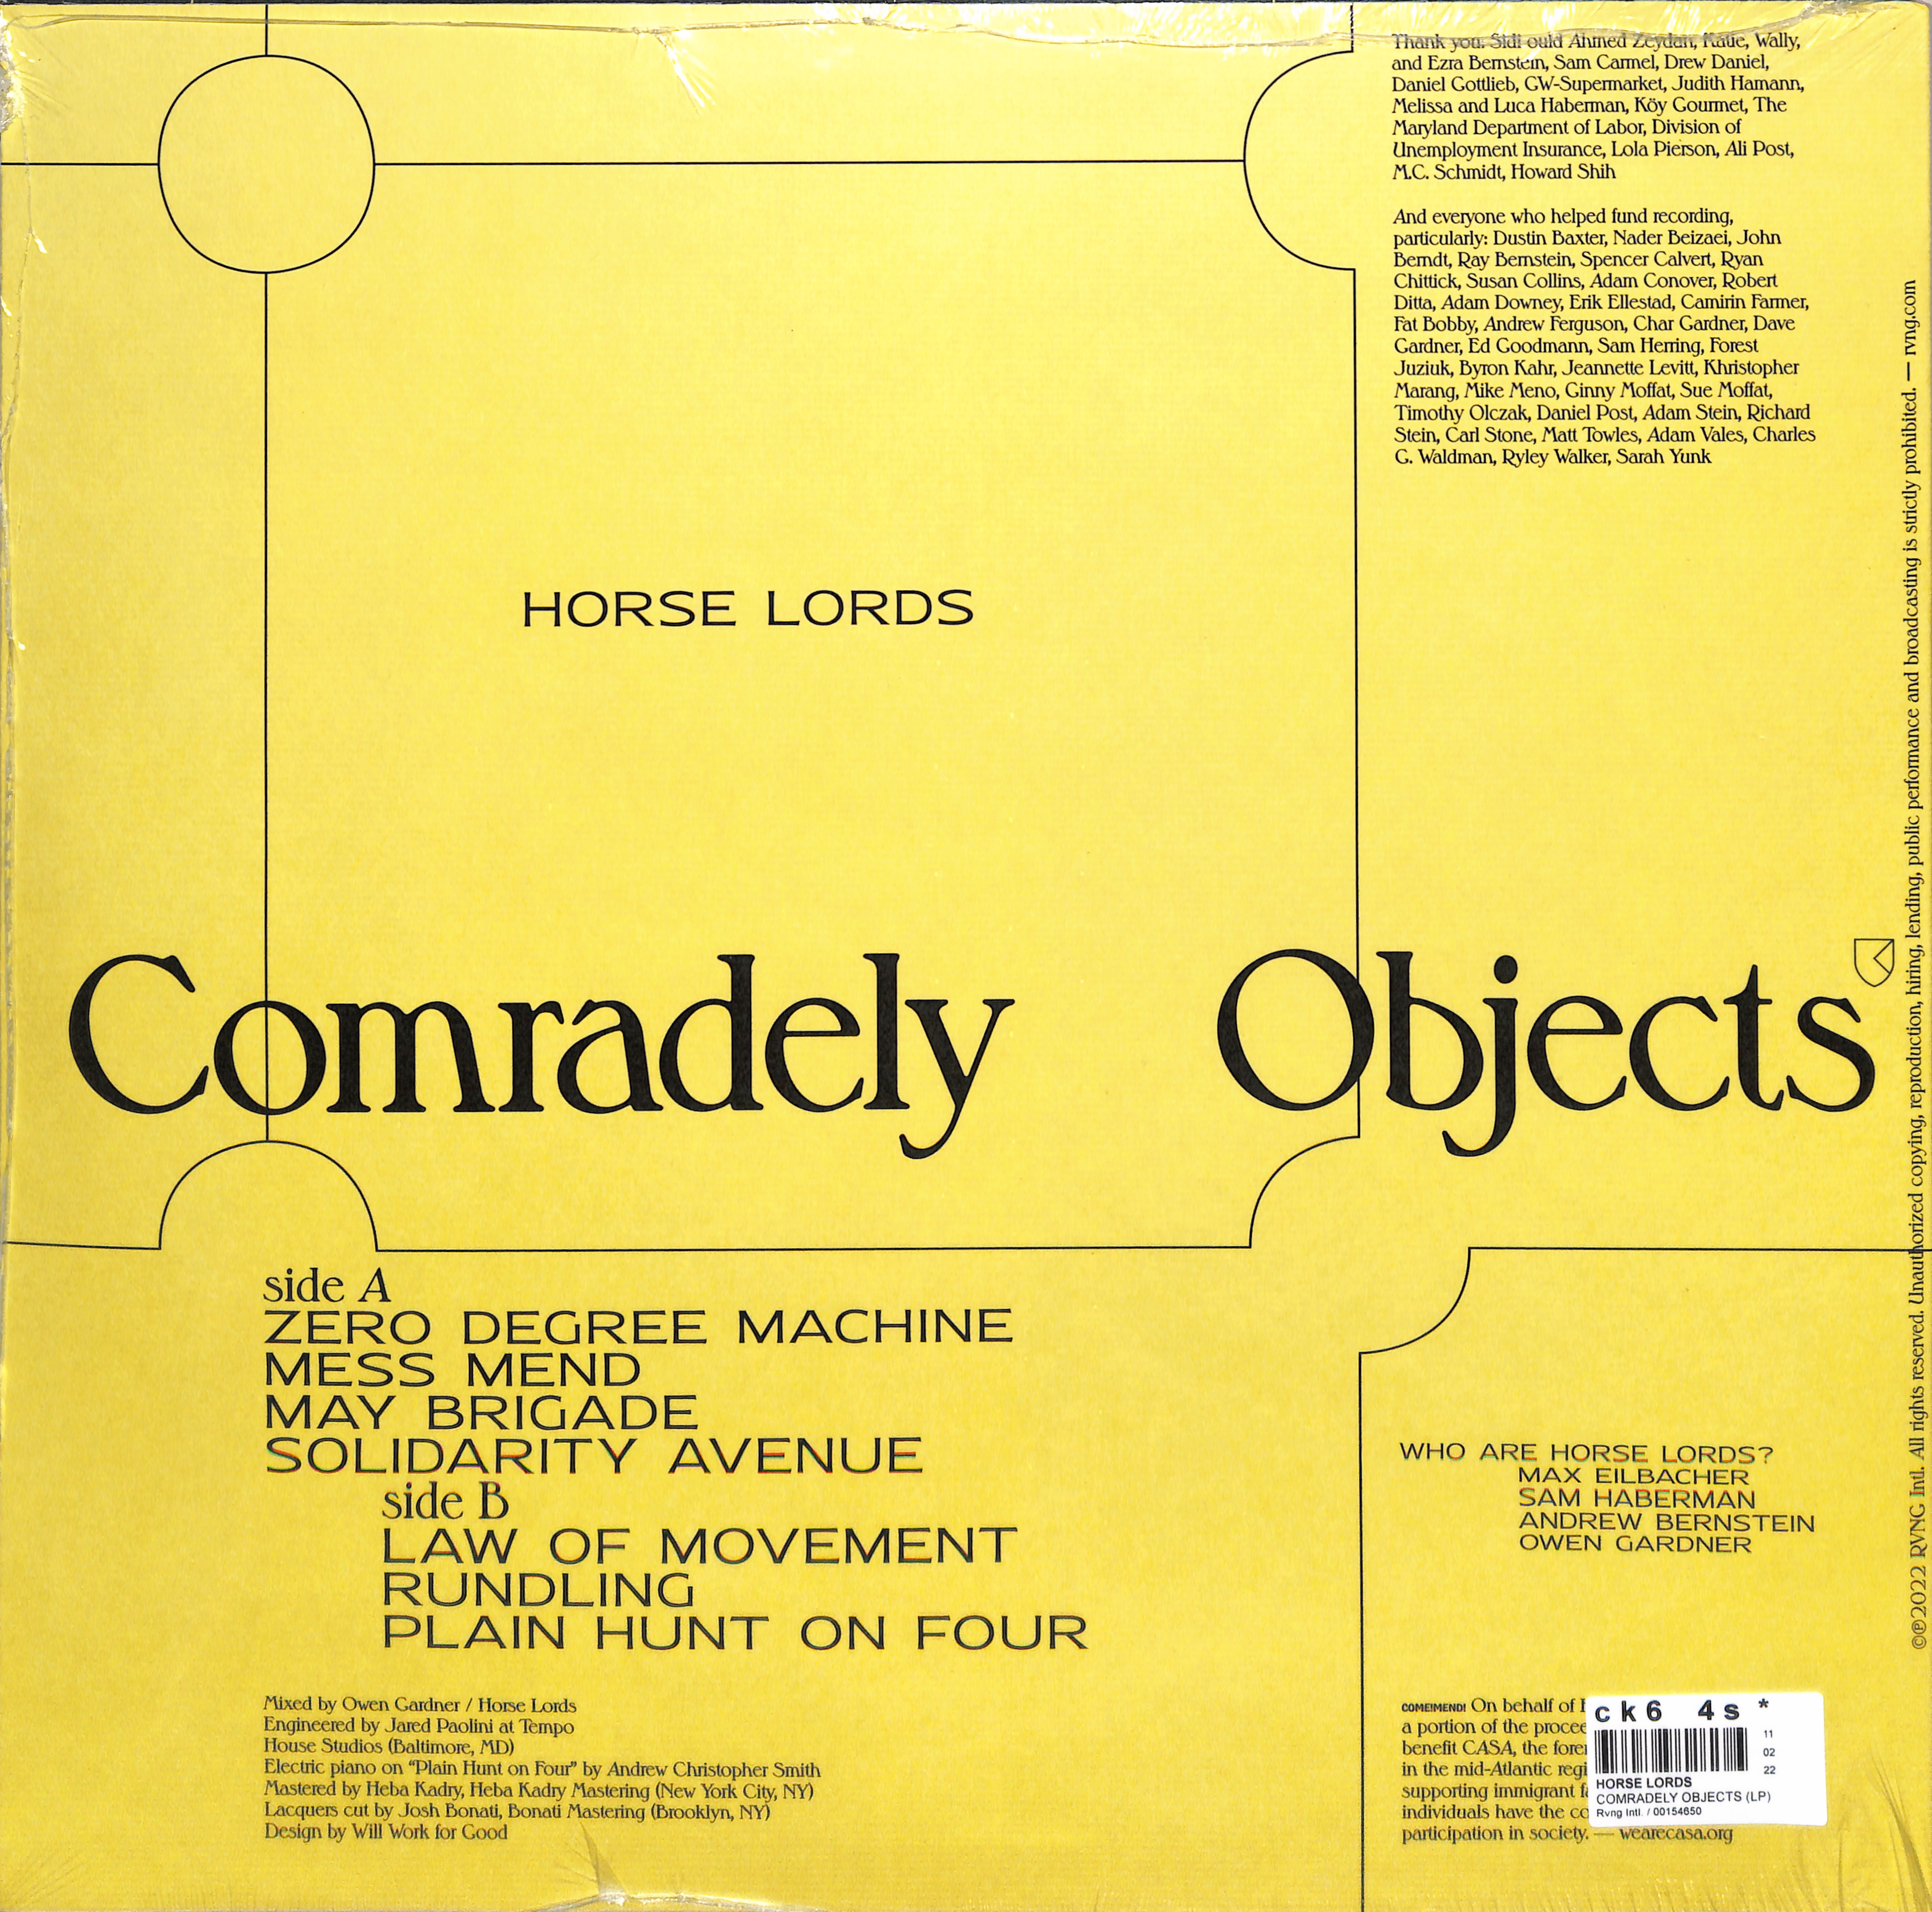 Thank you: Sidi ould Ahmed Zeydan, Katie, Wally,
and Ezra Bernstein, Sam Carmel, Drew Daniel,
Daniel Gottlieb, GW-Supermarket, Judith Hamann,
Melissa and Luca Haberman, Köy Gourmet, The
Maryland Department of Labor, Division of
Unemployment Insurance, Lola Pierson, Ali Post,
M.C. Schmidt, Howard Shih
And everyone who helped fund recording,
particularly: Dustin Baxter, Nader Beizaei, John
Berndt, Ray Bernstein, Spencer Calvert, Ryan
Chittick, Susan Collins, Adam Conover, Robert
Ditta, Adam Downey, Erik Ellestad, Camirin Farmer,
Fat Bobby, Andrew Ferguson, Char Gardner, Dave
Gardner, Ed Goodmann, Sam Herring, Forest
Juziuk, Byron Kahr, Jeannette Levitt, Khristopher
Marang, Mike Meno, Ginny Moffat, Sue Moffat,
Timothy Olczak, Daniel Post, Adam Stein, Richard
Stein, Carl Stone, Matt Towles, Adam Vales, Charles
G. Waldman, Ryley Walker, Sarah Yunk
HORSE LORDS
Comradely Objects
side A
ZERO DEGREE MACHINE
MESS MEND
MAY BRIGADE
SOLIDARITY AVENUE
side B
LAW OF MOVEMENT
RUNDLING
PLAIN HUNT ON FOUR
Mixed by Owen Gardner / Horse Lords
Engineered by Jared Paolini at Tempo
House Studios (Baltimore, MD)
Electric piano on “Plain Hunt on Four” by Andrew Christopher Smith
Mastered by Heba Kadry, Heba Kadry Mastering (New York City, NY)
Lacquers cut by Josh Bonati, Bonati Mastering (Brooklyn, NY)
Design by Will Work for Good
WHO ARE HORSE LORDS?
MAX EILBACHER
SAM HABERMAN
ANDREW BERNSTEIN
OWEN GARDNER
COME!MEND! On behalf of
a portion of the
benefit CASA, the
in the mid-Atlantic
supporting immigrant
individuals have the
participation in society. — wearecasa.org
ck6 4s *
11
02
22
HORSE LORDS
COMRADELY OBJECTS (LP)
Rvng Intl. / 00154650
©℗2022 RVNG Intl. All rights reserved. Unauthorized copying, reproduction, hiring, lending, public performance and broadcasting is strictly prohibited. — rvng.com